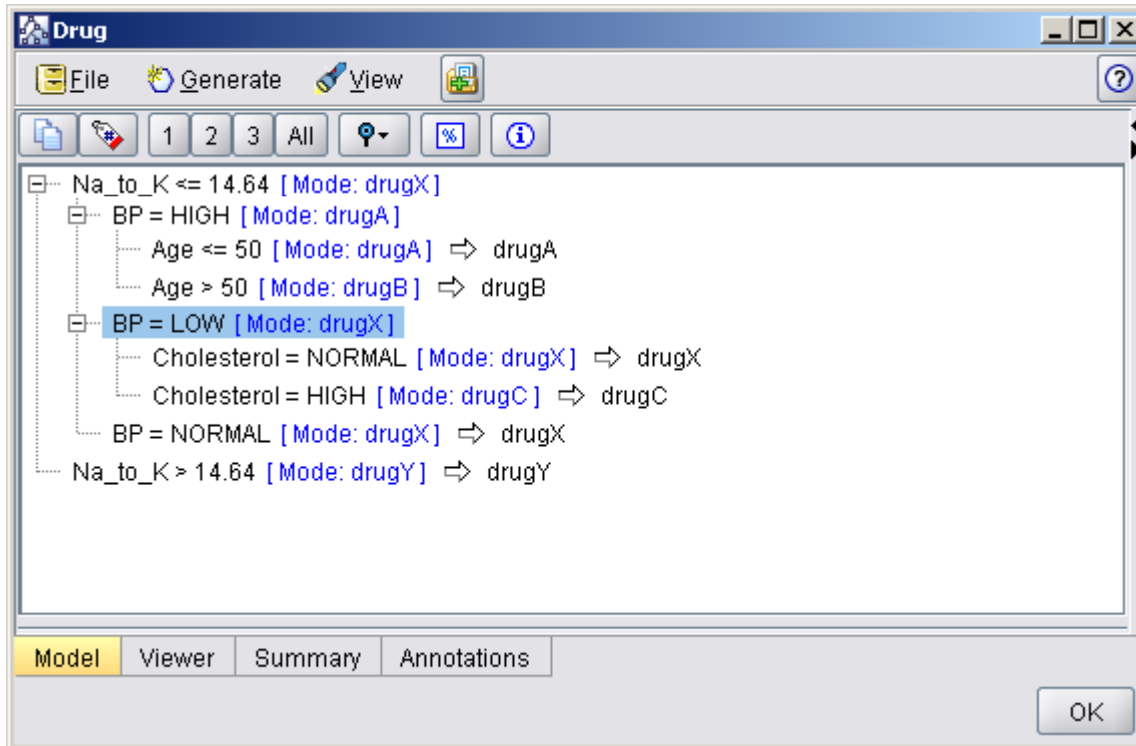 Drug
File Generate View
1 2 3 All % i
Na_to_K <= 14.64 [ Mode: drugX ]
BP = HIGH [ Mode: drugA ]
Age <= 50 [ Mode: drugA ] ⇨ drugA
Age > 50 [ Mode: drugB ] ⇨ drugB
BP = LOW [ Mode: drugX ]
Cholesterol = NORMAL [ Mode: drugX ] ⇨ drugX
Cholesterol = HIGH [ Mode: drugC ] ⇨ drugC
BP = NORMAL [ Mode: drugX ] ⇨ drugX
Na_to_K > 14.64 [ Mode: drugY ] ⇨ drugY
Model Viewer Summary Annotations
OK